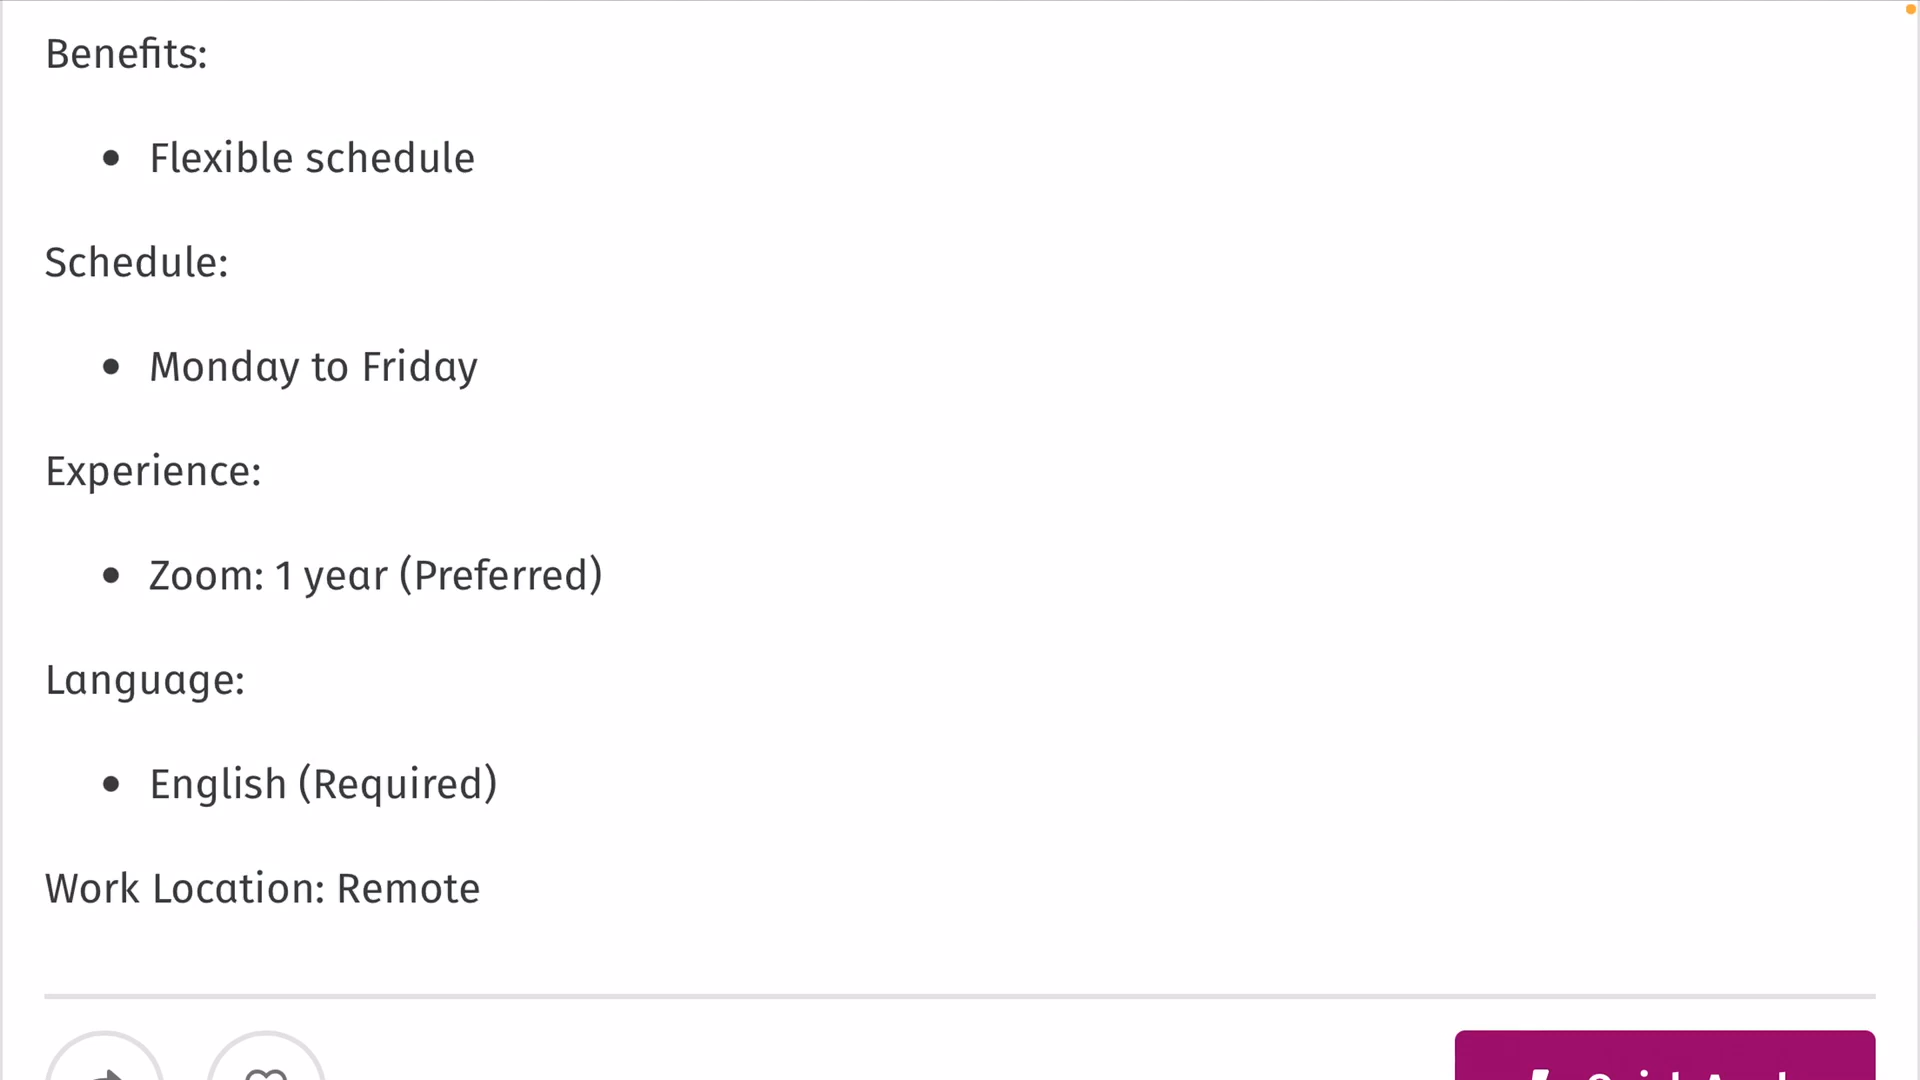 Benefits:
• Flexible schedule
Schedule:
• Monday to Friday
Experience:
• Zoom: 1 year (Preferred)
Language:
• English (Required)
Work Location: Remote